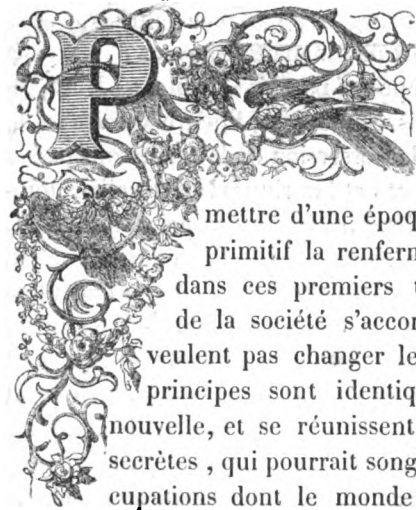 P
mettre d'une époq
primitif la renferm
dans ces premiers t
de la société s'accor
veulent pas changer le
principes sont identiq
nouvelle, et se réunissent
secrètes , qui pourrait song
cupations dont le monde